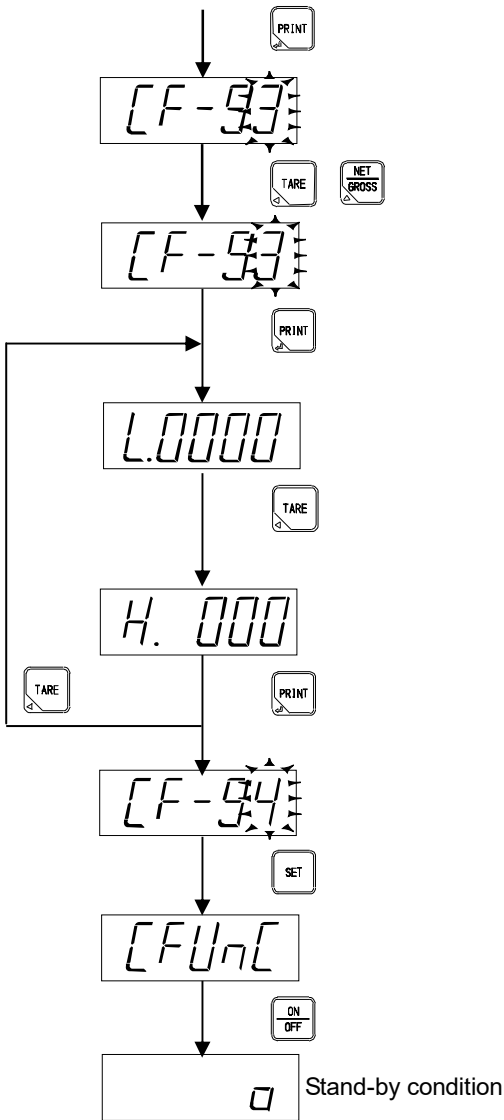 PRINT
CF-93
TARE
NET
GROSS
CF-93
PRINT
L.0000
TARE
H. 000
TARE
PRINT
CF-94
SET
CFUnC
ON
OFF
Stand-by condition